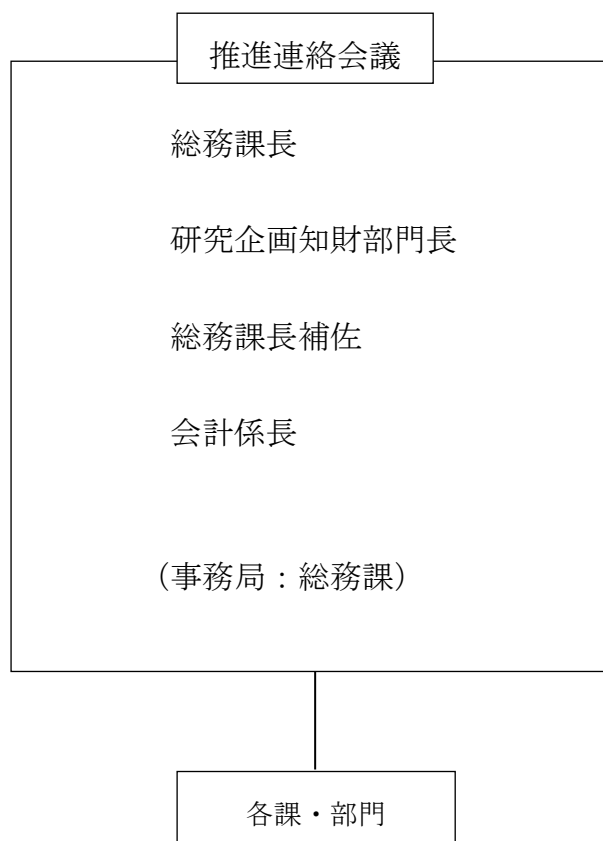 推進連絡会議
総務課長
研究企画知財部門長
総務課長補佐
会計係長
（事務局：総務課）
各課・部門